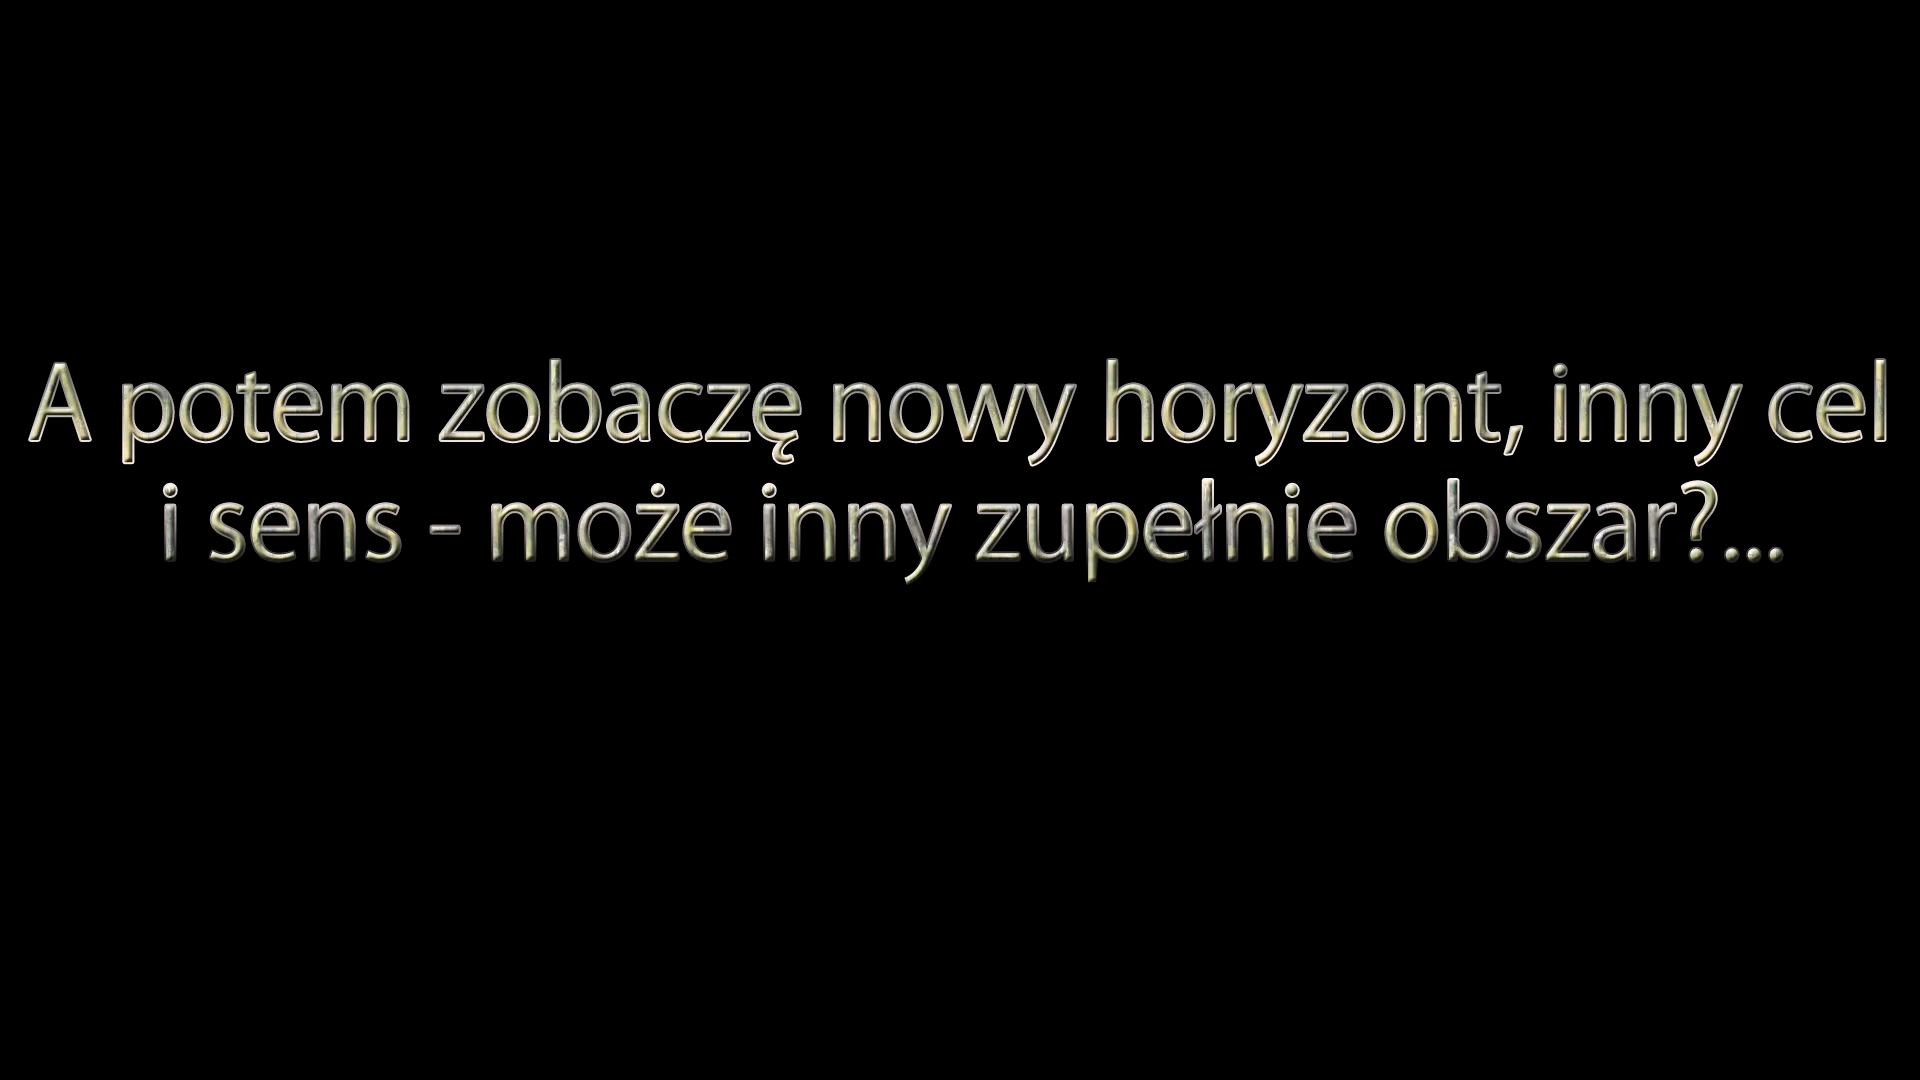 A potem zobaczę nowy horyzont, inny cel
i sens - może inny zupełnie obszar?...